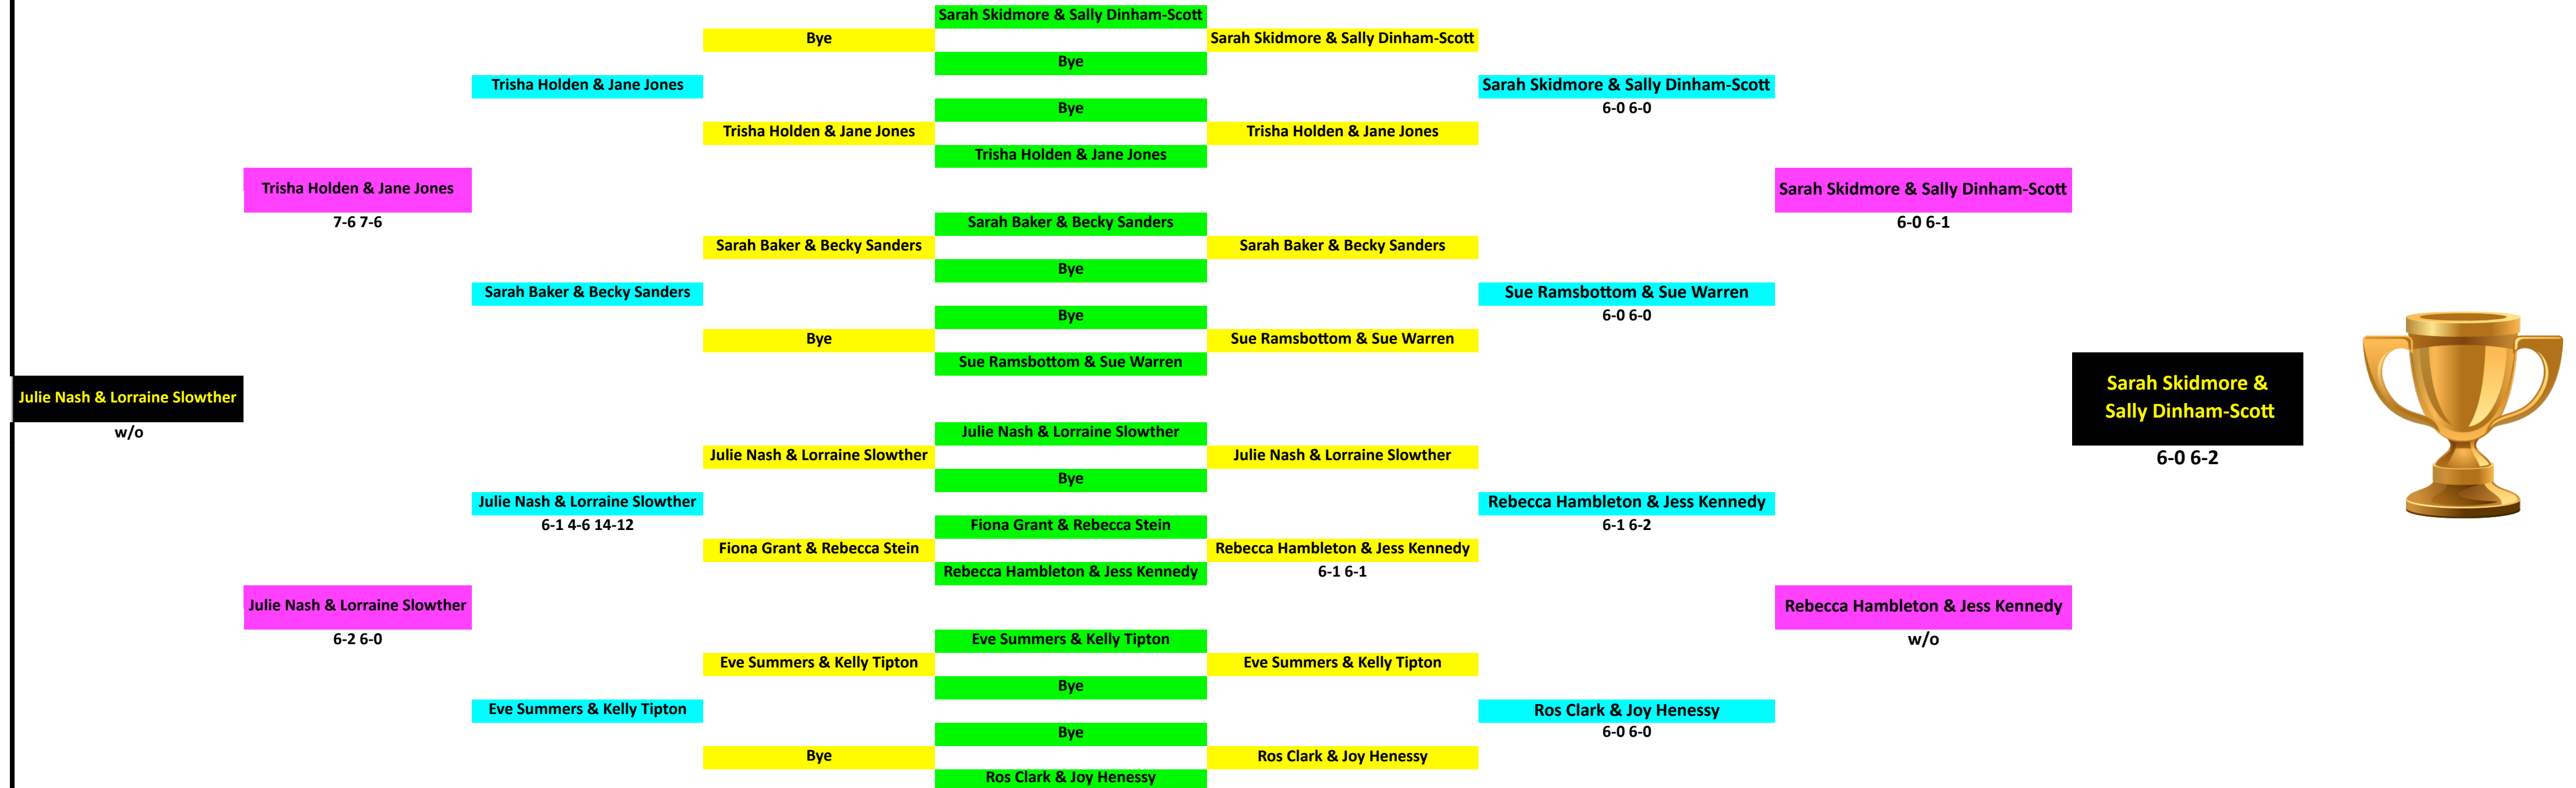 Sarah Skidmore & Sally Dinham-Scott
Bye
Sarah Skidmore & Sally Dinham-Scott
Bye
Trisha Holden & Jane Jones
Sarah Skidmore & Sally Dinham-Scott
Bye
6-0 6-0
Trisha Holden & Jane Jones
Trisha Holden & Jane Jones
Trisha Holden & Jane Jones
Trisha Holden & Jane Jones
Sarah Skidmore & Sally Dinham-Scott
7-6 7-6
Sarah Baker & Becky Sanders
6-0 6-1
Sarah Baker & Becky Sanders
Sarah Baker & Becky Sanders
Bye
Sarah Baker & Becky Sanders
Sue Ramsbottom & Sue Warren
Bye
6-0 6-0
Bye
Sue Ramsbottom & Sue Warren
Sue Ramsbottom & Sue Warren
Sarah Skidmore &
Sally Dinham-Scott
Julie Nash & Lorraine Slowther
w/o
Julie Nash & Lorraine Slowther
Julie Nash & Lorraine Slowther
Julie Nash & Lorraine Slowther
6-0 6-2
Bye
Julie Nash & Lorraine Slowther
Rebecca Hambleton & Jess Kennedy
6-1 4-6 14-12
Fiona Grant & Rebecca Stein
6-1 6-2
Fiona Grant & Rebecca Stein
Rebecca Hambleton & Jess Kennedy
Rebecca Hambleton & Jess Kennedy
6-1 6-1
Julie Nash & Lorraine Slowther
Rebecca Hambleton & Jess Kennedy
6-2 6-0
Eve Summers & Kelly Tipton
w/o
Eve Summers & Kelly Tipton
Eve Summers & Kelly Tipton
Bye
Eve Summers & Kelly Tipton
Ros Clark & Joy Henessy
Bye
6-0 6-0
Bye
Ros Clark & Joy Henessy
Ros Clark & Joy Henessy